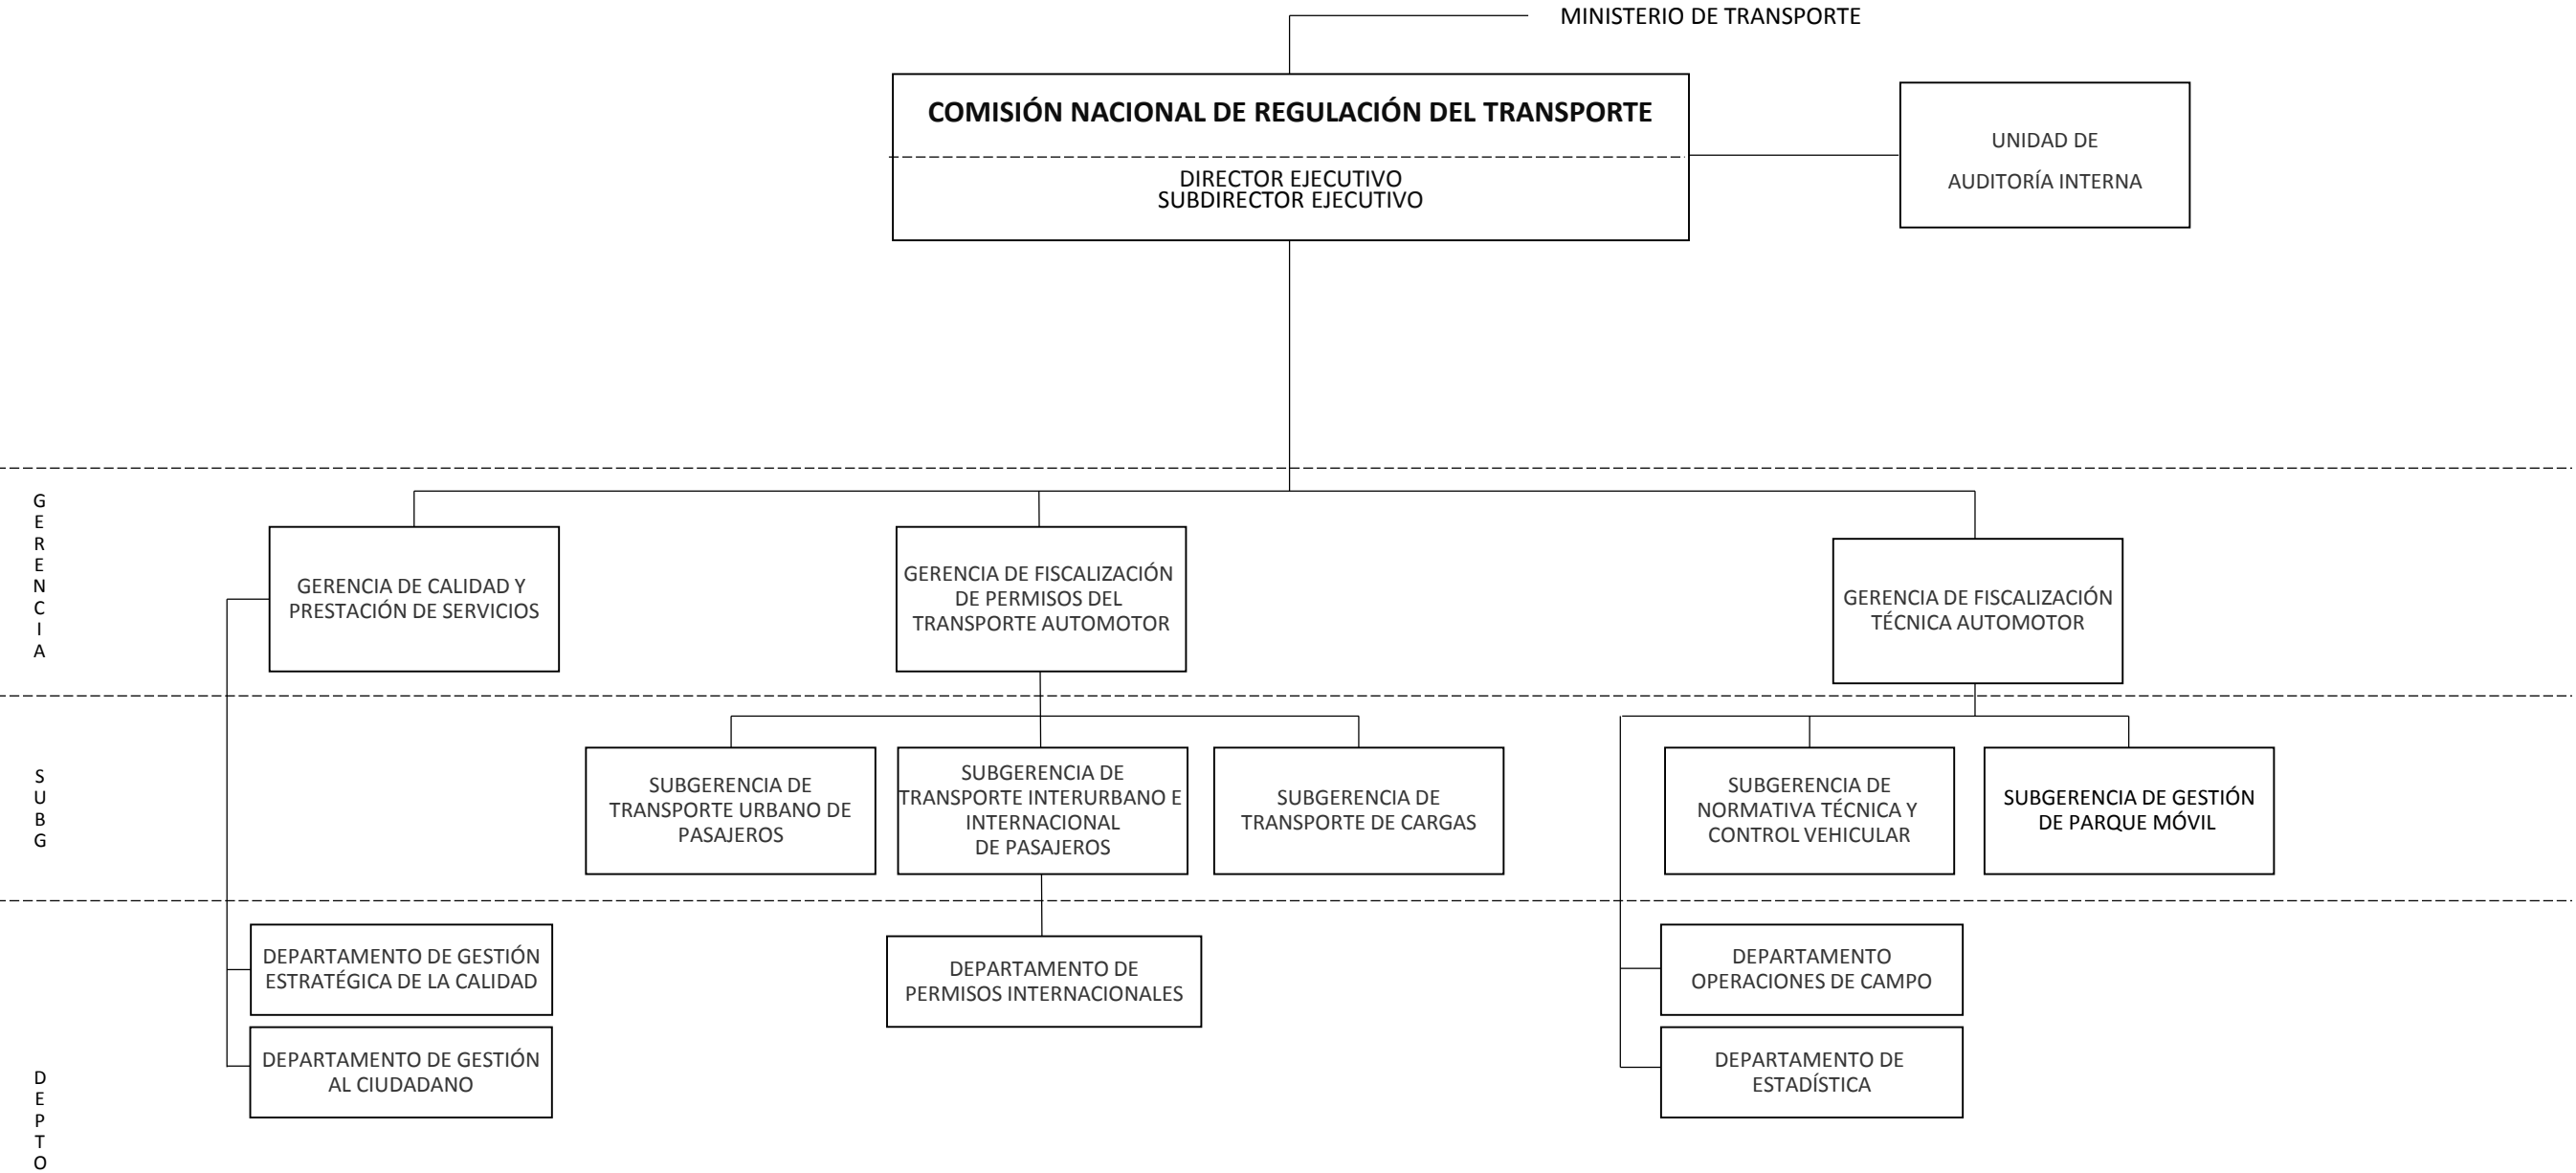 MINISTERIO DE TRANSPORTE
COMISIÓN NACIONAL DE REGULACIÓN DEL TRANSPORTE
DIRECTOR EJECUTIVO
SUBDIRECTOR EJECUTIVO
UNIDAD DE
AUDITORÍA INTERNA
G
E
R
E
N
C
I
A
GERENCIA DE CALIDAD Y
PRESTACIÓN DE SERVICIOS
GERENCIA DE FISCALIZACIÓN
DE PERMISOS DEL
TRANSPORTE AUTOMOTOR
GERENCIA DE FISCALIZACIÓN
TÉCNICA AUTOMOTOR
S
U
B
G
SUBGERENCIA DE
TRANSPORTE URBANO DE
PASAJEROS
SUBGERENCIA DE
TRANSPORTE INTERURBANO E
INTERNACIONAL
DE PASAJEROS
SUBGERENCIA DE
TRANSPORTE DE CARGAS
SUBGERENCIA DE
NORMATIVA TÉCNICA Y
CONTROL VEHICULAR
SUBGERENCIA DE GESTIÓN
DE PARQUE MÓVIL
D
E
P
T
O
DEPARTAMENTO DE GESTIÓN
ESTRATÉGICA DE LA CALIDAD
DEPARTAMENTO DE GESTIÓN
AL CIUDADANO
DEPARTAMENTO DE
PERMISOS INTERNACIONALES
DEPARTAMENTO
OPERACIONES DE CAMPO
DEPARTAMENTO DE
ESTADÍSTICA